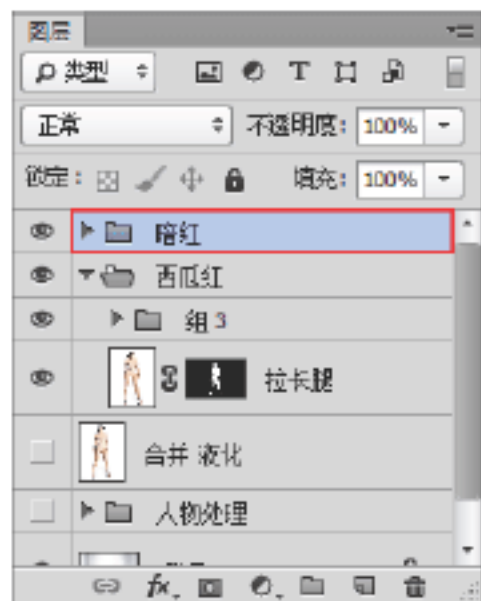 图层
类型
正常 不透明度: 100%
锁定: 填充: 100%
暗红
西瓜红
组 3
拉长腿
合并 液化
人物处理
fx